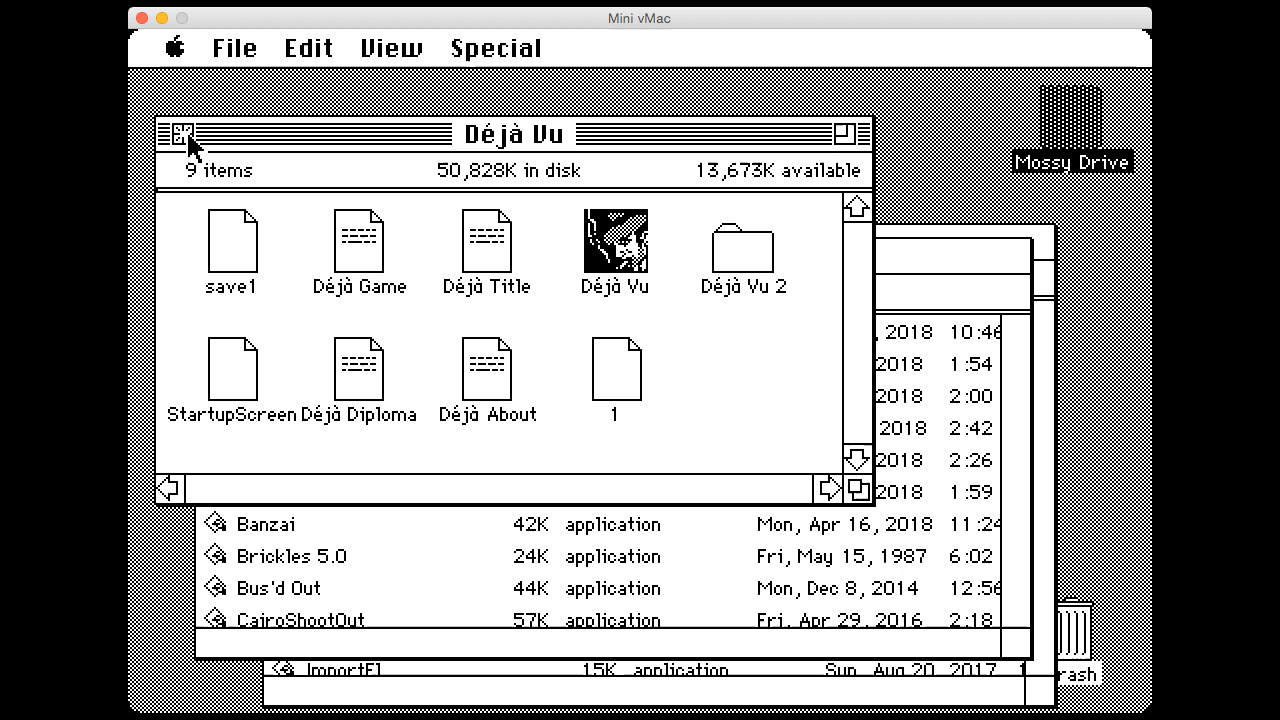 Mini vMac
File Edit View Special
Déjà Vu
9 items 50,828K in disk 13,673K available
Mossy Drive
save1 Déjà Game Déjà Title Déjà Vu Déjà Vu 2
StartupScreen Déjà Diploma Déjà About 1
, 2018 10:46
2018 1:54
2018 2:00
2018 2:42
2018 2:26
2018 1:59
Banzai 42K application Mon, Apr 16, 2018 11:24
Brickles 5.0 24K application Fri, May 15, 1987 6:02
Bus'd Out 44K application Mon, Dec 8, 2014 12:56
CairoShootOut 57K application Fri, Apr 29, 2016 2:18
15K application Sun, Aug 20, 2017
rash